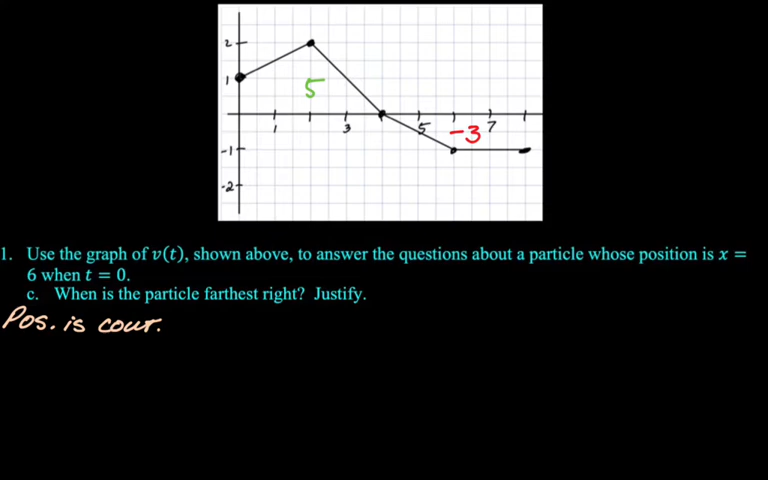 2
1
5
1
3
5
-3
7
-1
-2
1. Use the graph of v(t), shown above, to answer the questions about a particle whose position is x =
6 when t = 0.
c. When is the particle farthest right? Justify.
Pos. is cour.